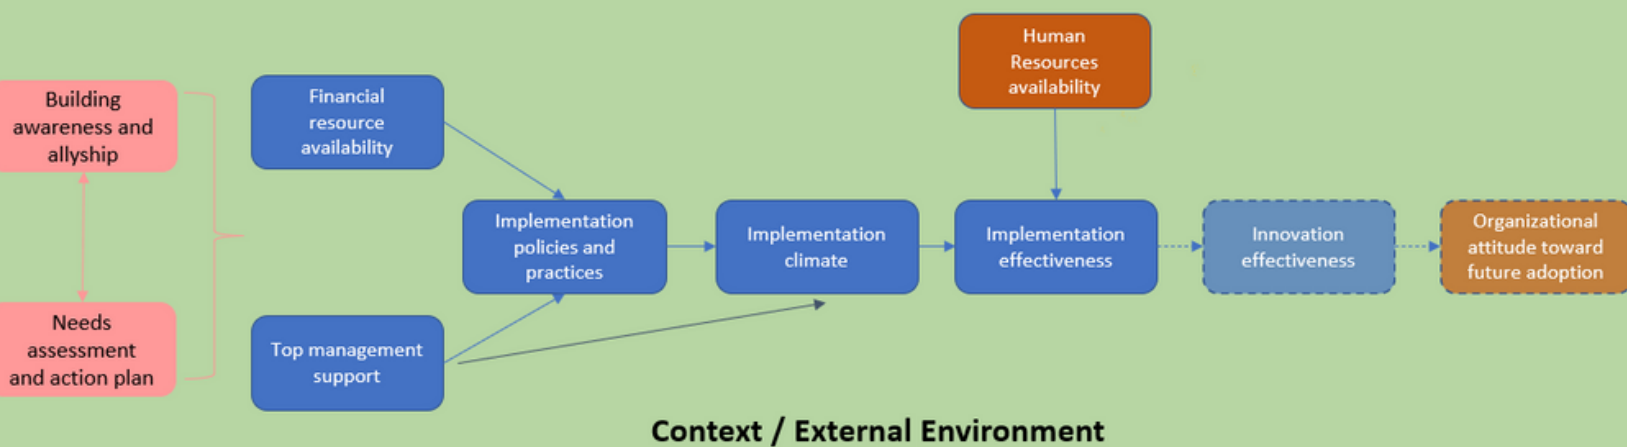 Building
awareness and
allyship
Needs
assessment
and action plan
Financial
resource
availability
Top management
support
Implementation
policies and
practices
Implementation
climate
Human
Resources
availability
Implementation
effectiveness
Innovation
effectiveness
Organizational
attitude toward
future adoption
Context / External Environment